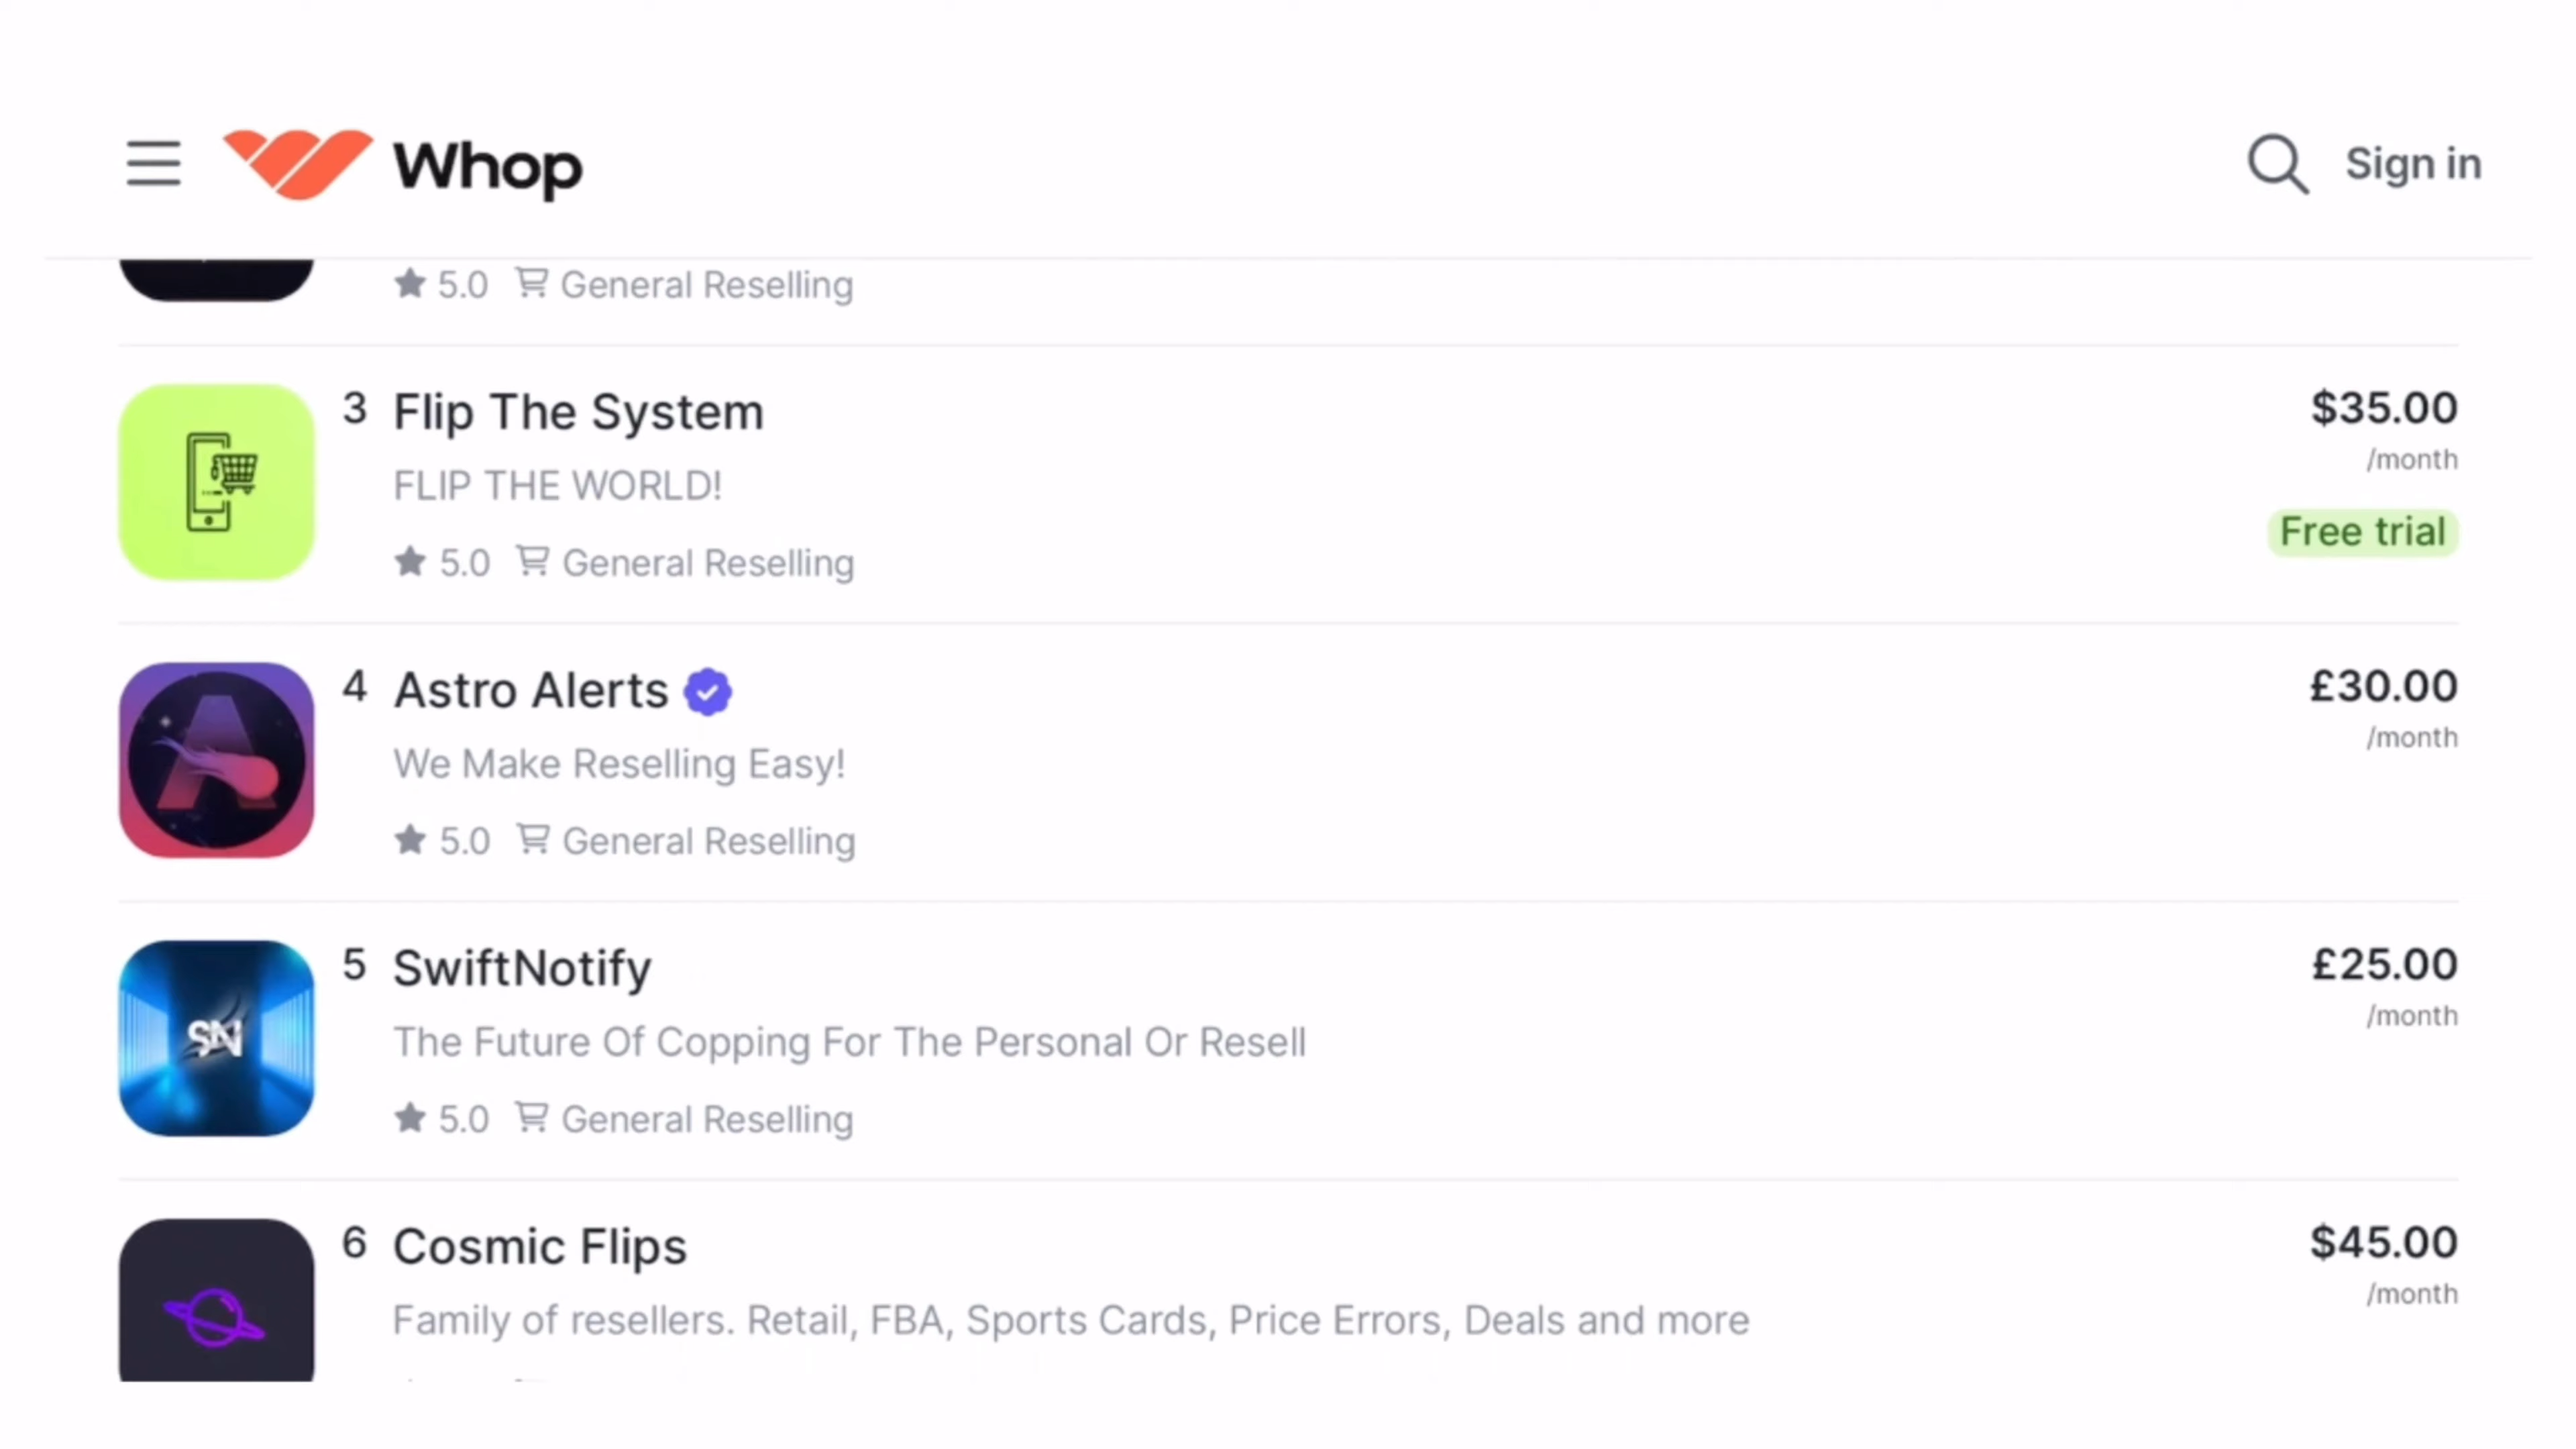 Whop
Sign in
5.0 General Reselling
3 Flip The System $35.00
FLIP THE WORLD! /month
Free trial
5.0 General Reselling
4 Astro Alerts £30.00
We Make Reselling Easy! /month
5.0 General Reselling
SN
5 SwiftNotify £25.00
The Future Of Copping For The Personal Or Resell /month
5.0 General Reselling
6 Cosmic Flips $45.00
Family of resellers. Retail, FBA, Sports Cards, Price Errors, Deals and more /month